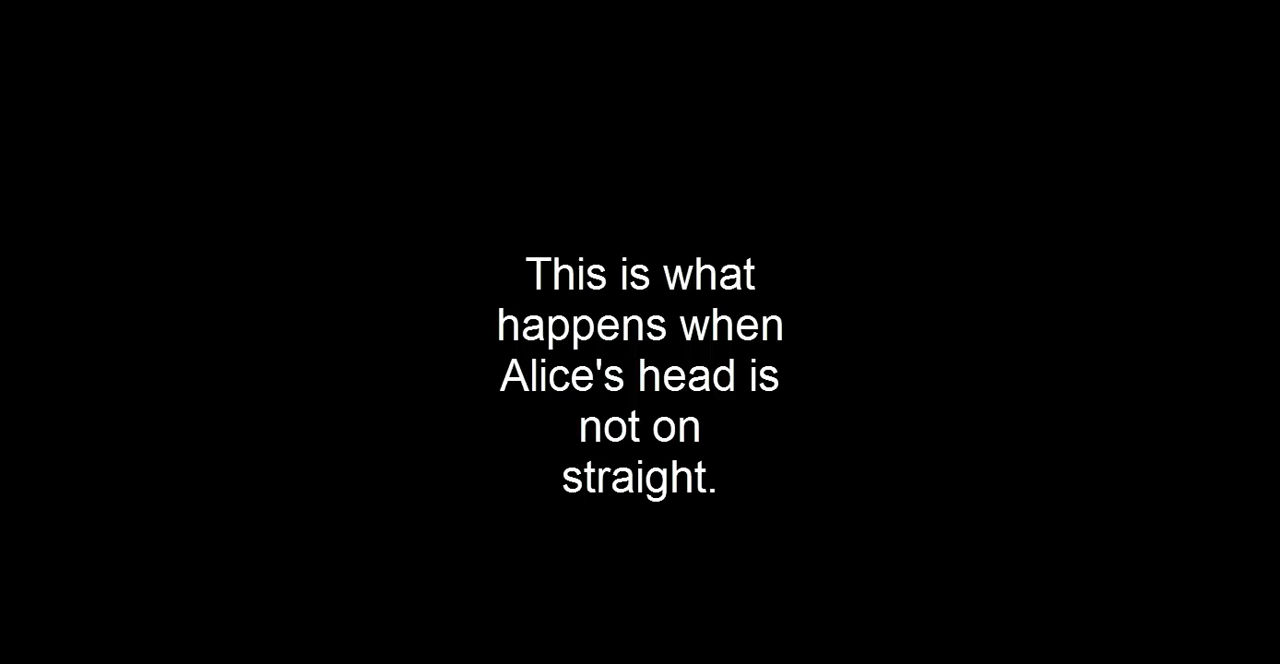 This is what
happens when
Alice's head is
not on
straight.